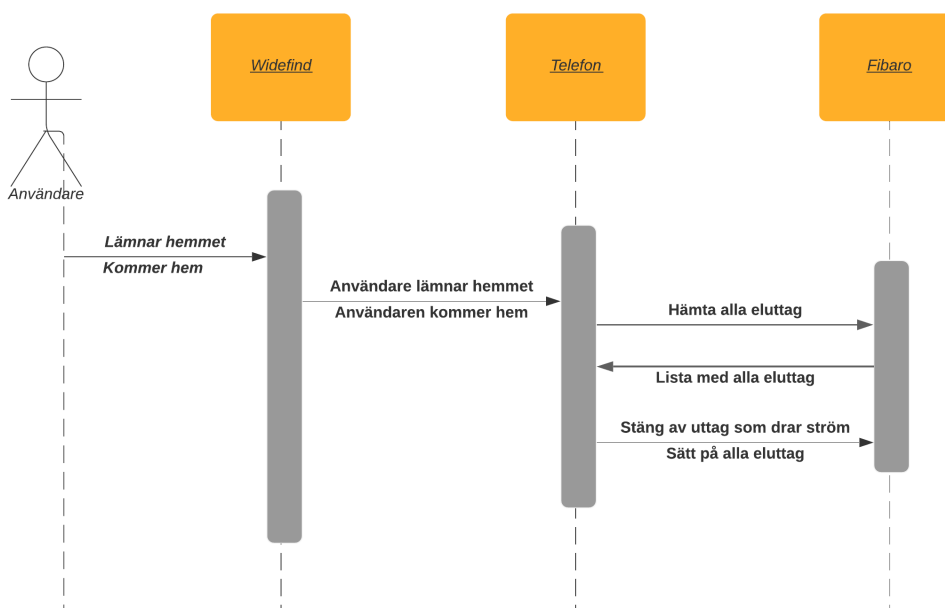 Widefind
Telefon
Fibaro
Användare
Lämnar hemmet
Kommer hem
Användare lämnar hemmet
Användaren kommer hem
Hämta alla eluttag
Lista med alla eluttag
Stäng av uttag som drar ström
Sätt på alla eluttag